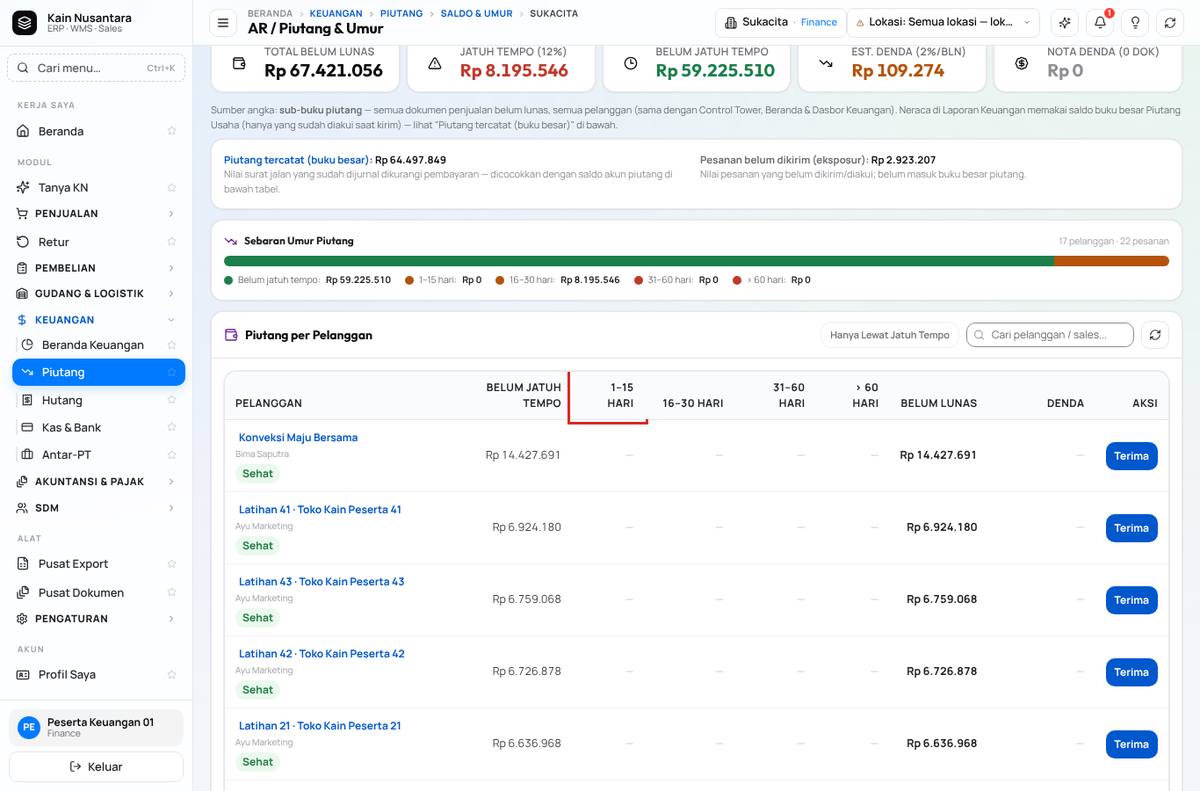 Kain Nusantara
ERP · WMS · Sales
Cari menu... Ctrl+K
KERJA SAYA
Beranda
MODUL
Tanya KN
PENJUALAN
Retur
PEMBELIAN
GUDANG & LOGISTIK
KEUANGAN
Beranda Keuangan
Piutang
Hutang
Kas & Bank
Antar-PT
AKUNTANSI & PAJAK
SDM
ALAT
Pusat Export
Pusat Dokumen
PENGATURAN
AKUN
Profil Saya
PE
Peserta Keuangan 01
Finance
Keluar
BERANDA > KEUANGAN > PIUTANG > SALDO & UMUR > SUKACITA
AR / Piutang & Umur
Sukacita · Finance
Lokasi: Semua lokasi — lok...
1
TOTAL BELUM LUNAS
Rp 67.421.056
JATUH TEMPO (12%)
Rp 8.195.546
BELUM JATUH TEMPO
Rp 59.225.510
EST. DENDA (2%/BLN)
Rp 109.274
NOTA DENDA (0 DOK)
Rp 0
Sumber angka: sub-buku piutang — semua dokumen penjualan belum lunas, semua pelanggan (sama dengan Control Tower, Beranda & Dasbor Keuangan). Neraca di Laporan Keuangan memakai saldo buku besar Piutang
Usaha (hanya yang sudah diakui saat kirim) — lihat "Piutang tercatat (buku besar)" di bawah.
Piutang tercatat (buku besar): Rp 64.497.849
Nilai surat jalan yang sudah dijurnal dikurangi pembayaran — dicocokkan dengan saldo akun piutang di
bawah tabel.
Pesanan belum dikirim (eksposur): Rp 2.923.207
Nilai pesanan yang belum dikirim/diakui; belum masuk buku besar piutang.
Sebaran Umur Piutang
17 pelanggan · 22 pesanan
Belum jatuh tempo: Rp 59.225.510 1–15 hari: Rp 0 16–30 hari: Rp 8.195.546 31–60 hari: Rp 0 > 60 hari: Rp 0
Piutang per Pelanggan
Hanya Lewat Jatuh Tempo
Cari pelanggan / sales...
PELANGGAN BELUM JATUH TEMPO 1–15 HARI 16–30 HARI 31–60 HARI > 60 HARI BELUM LUNAS DENDA AKSI
Konveksi Maju Bersama
Bima Saputra
Sehat
Rp 14.427.691 — — — — Rp 14.427.691 — Terima
Latihan 41 · Toko Kain Peserta 41
Ayu Marketing
Sehat
Rp 6.924.180 — — — — Rp 6.924.180 — Terima
Latihan 43 · Toko Kain Peserta 43
Ayu Marketing
Sehat
Rp 6.759.068 — — — — Rp 6.759.068 — Terima
Latihan 42 · Toko Kain Peserta 42
Ayu Marketing
Sehat
Rp 6.726.878 — — — — Rp 6.726.878 — Terima
Latihan 21 · Toko Kain Peserta 21
Ayu Marketing
Sehat
Rp 6.636.968 — — — — Rp 6.636.968 — Terima